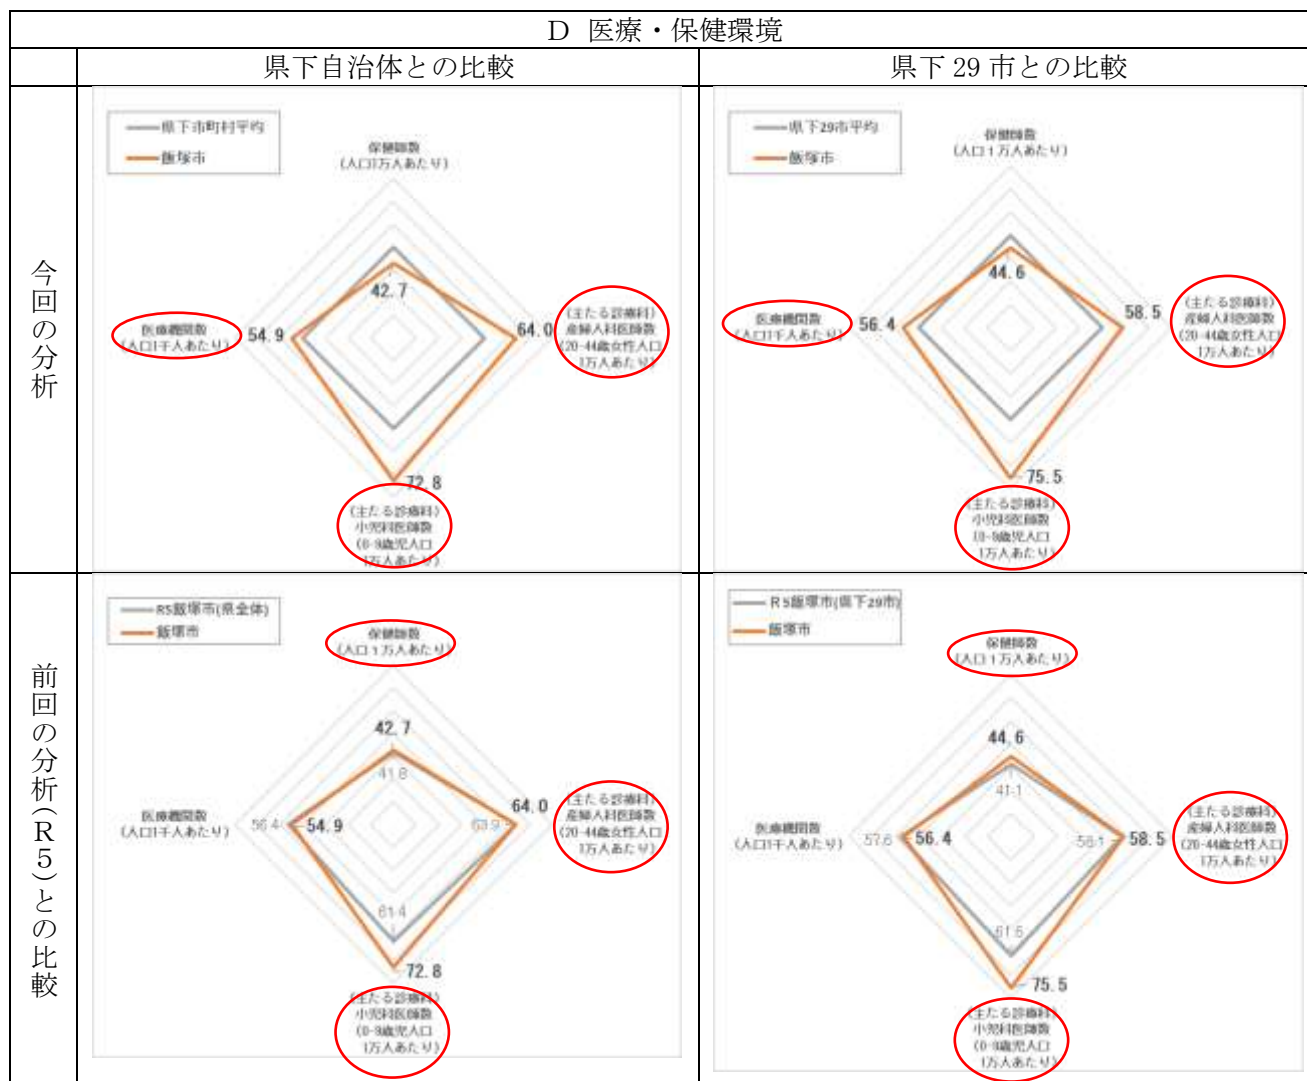 D 医療・保健環境
県下自治体との比較
県下 29 市との比較
今回の分析
県下市町村平均
飯塚市
保健師数
(人口1万人あたり)
42.7
医療機関数
(人口1千人あたり)
54.9
64.0
(主たる診療科)
産婦人科医師数
(20-44歳女性人口
1万人あたり)
72.8
(主たる診療科)
小児科医師数
(0-9歳児人口
1万人あたり)
県下29市平均
飯塚市
保健師数
(人口1万人あたり)
44.6
医療機関数
(人口1千人あたり)
56.4
58.5
(主たる診療科)
産婦人科医師数
(20-44歳女性人口
1万人あたり)
75.5
(主たる診療科)
小児科医師数
(0-9歳児人口
1万人あたり)
前回の分析(R5)との比較
R5飯塚市(県全体)
飯塚市
保健師数
(人口1万人あたり)
42.7
41.8
医療機関数
(人口1千人あたり)
56.4
54.9
63.9
64.0
(主たる診療科)
産婦人科医師数
(20-44歳女性人口
1万人あたり)
61.4
72.8
(主たる診療科)
小児科医師数
(0-9歳児人口
1万人あたり)
R5飯塚市(県下29市)
飯塚市
保健師数
(人口1万人あたり)
44.6
41.1
医療機関数
(人口1千人あたり)
57.6
56.4
58.1
58.5
(主たる診療科)
産婦人科医師数
(20-44歳女性人口
1万人あたり)
61.6
75.5
(主たる診療科)
小児科医師数
(0-9歳児人口
1万人あたり)